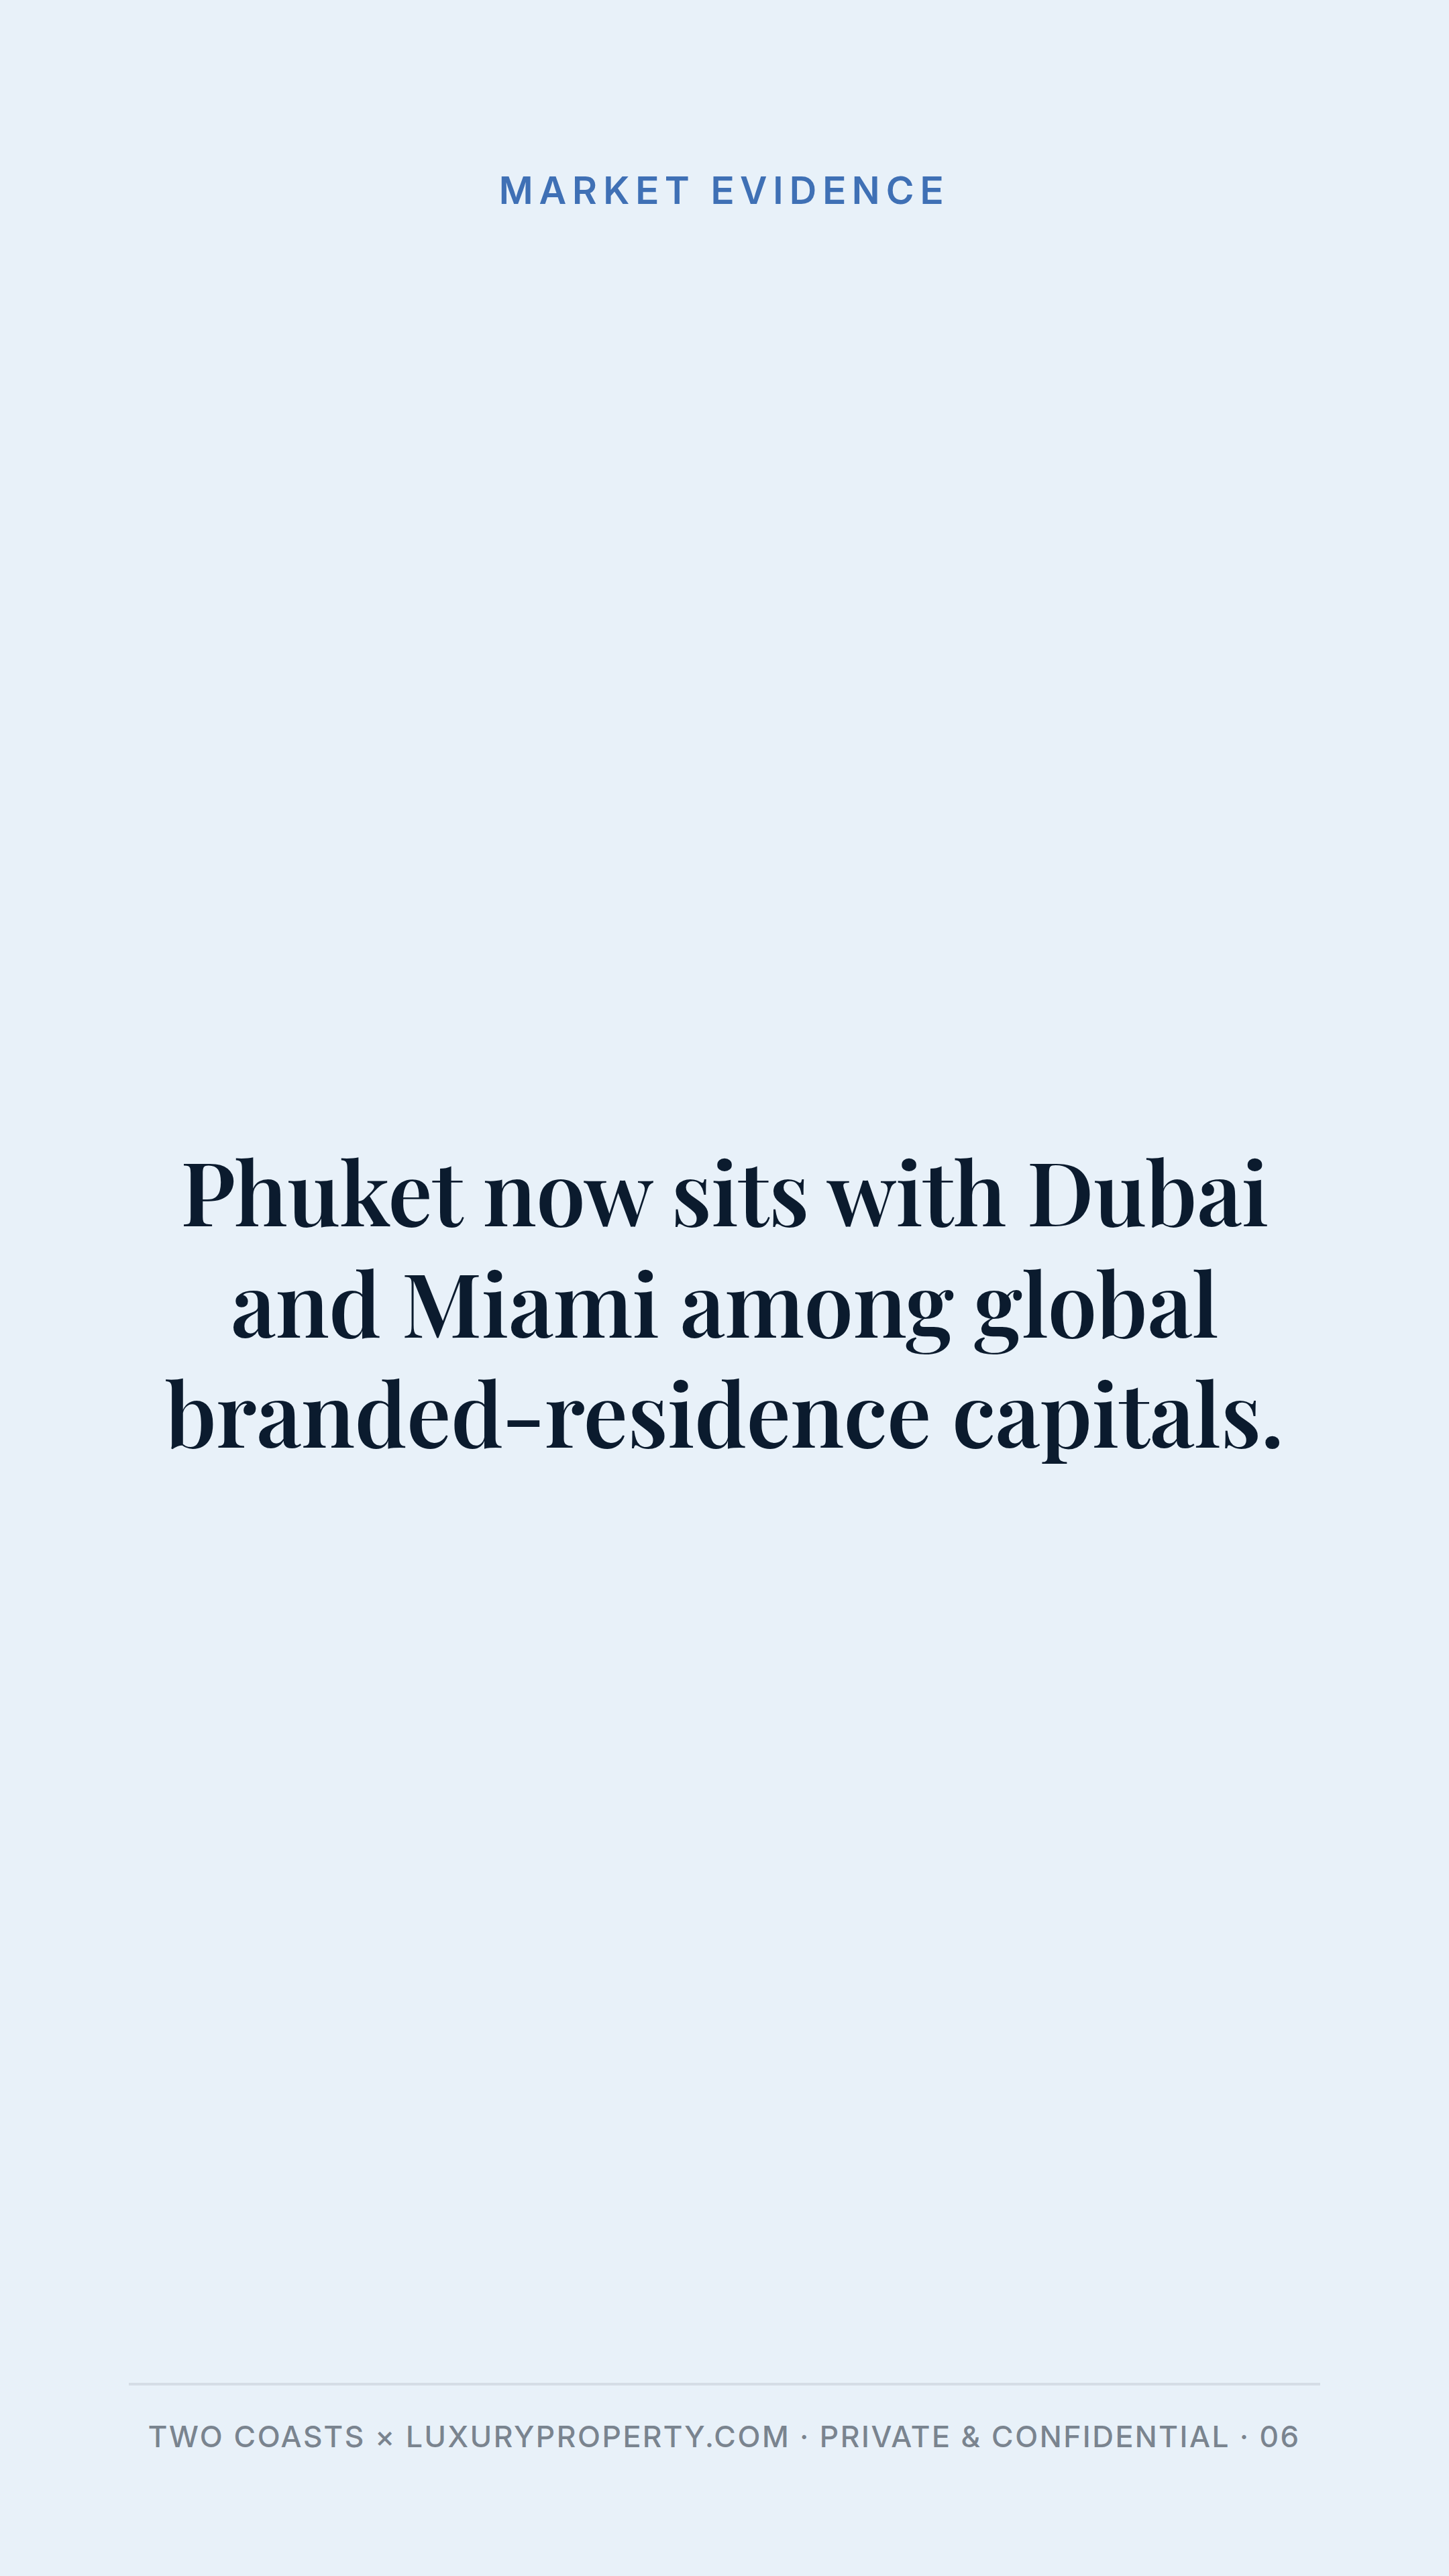 MARKET EVIDENCE
Phuket now sits with Dubai
and Miami among global
branded-residence capitals.
TWO COASTS × LUXURYPROPERTY.COM · PRIVATE & CONFIDENTIAL · 06